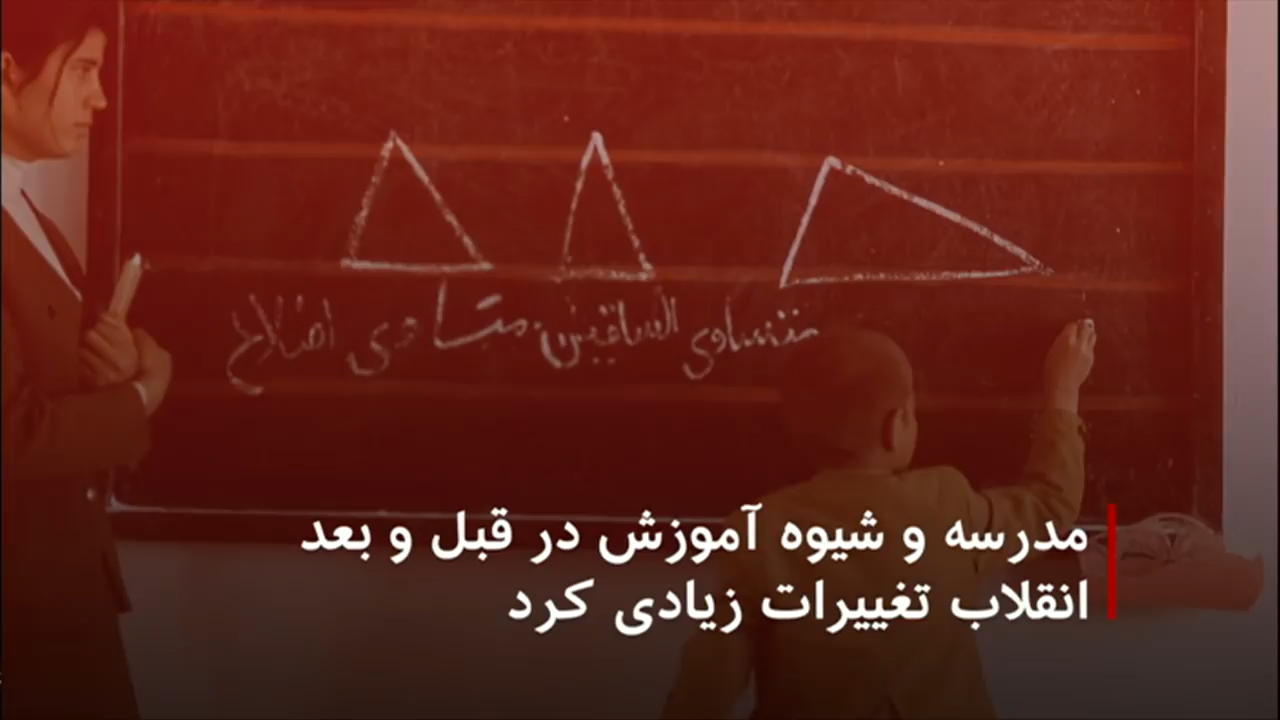 متساوی الساقین. متساوی اضلاع
مدرسه و شیوه آموزش در قبل و بعد
انقلاب تغییرات زیادی کرد